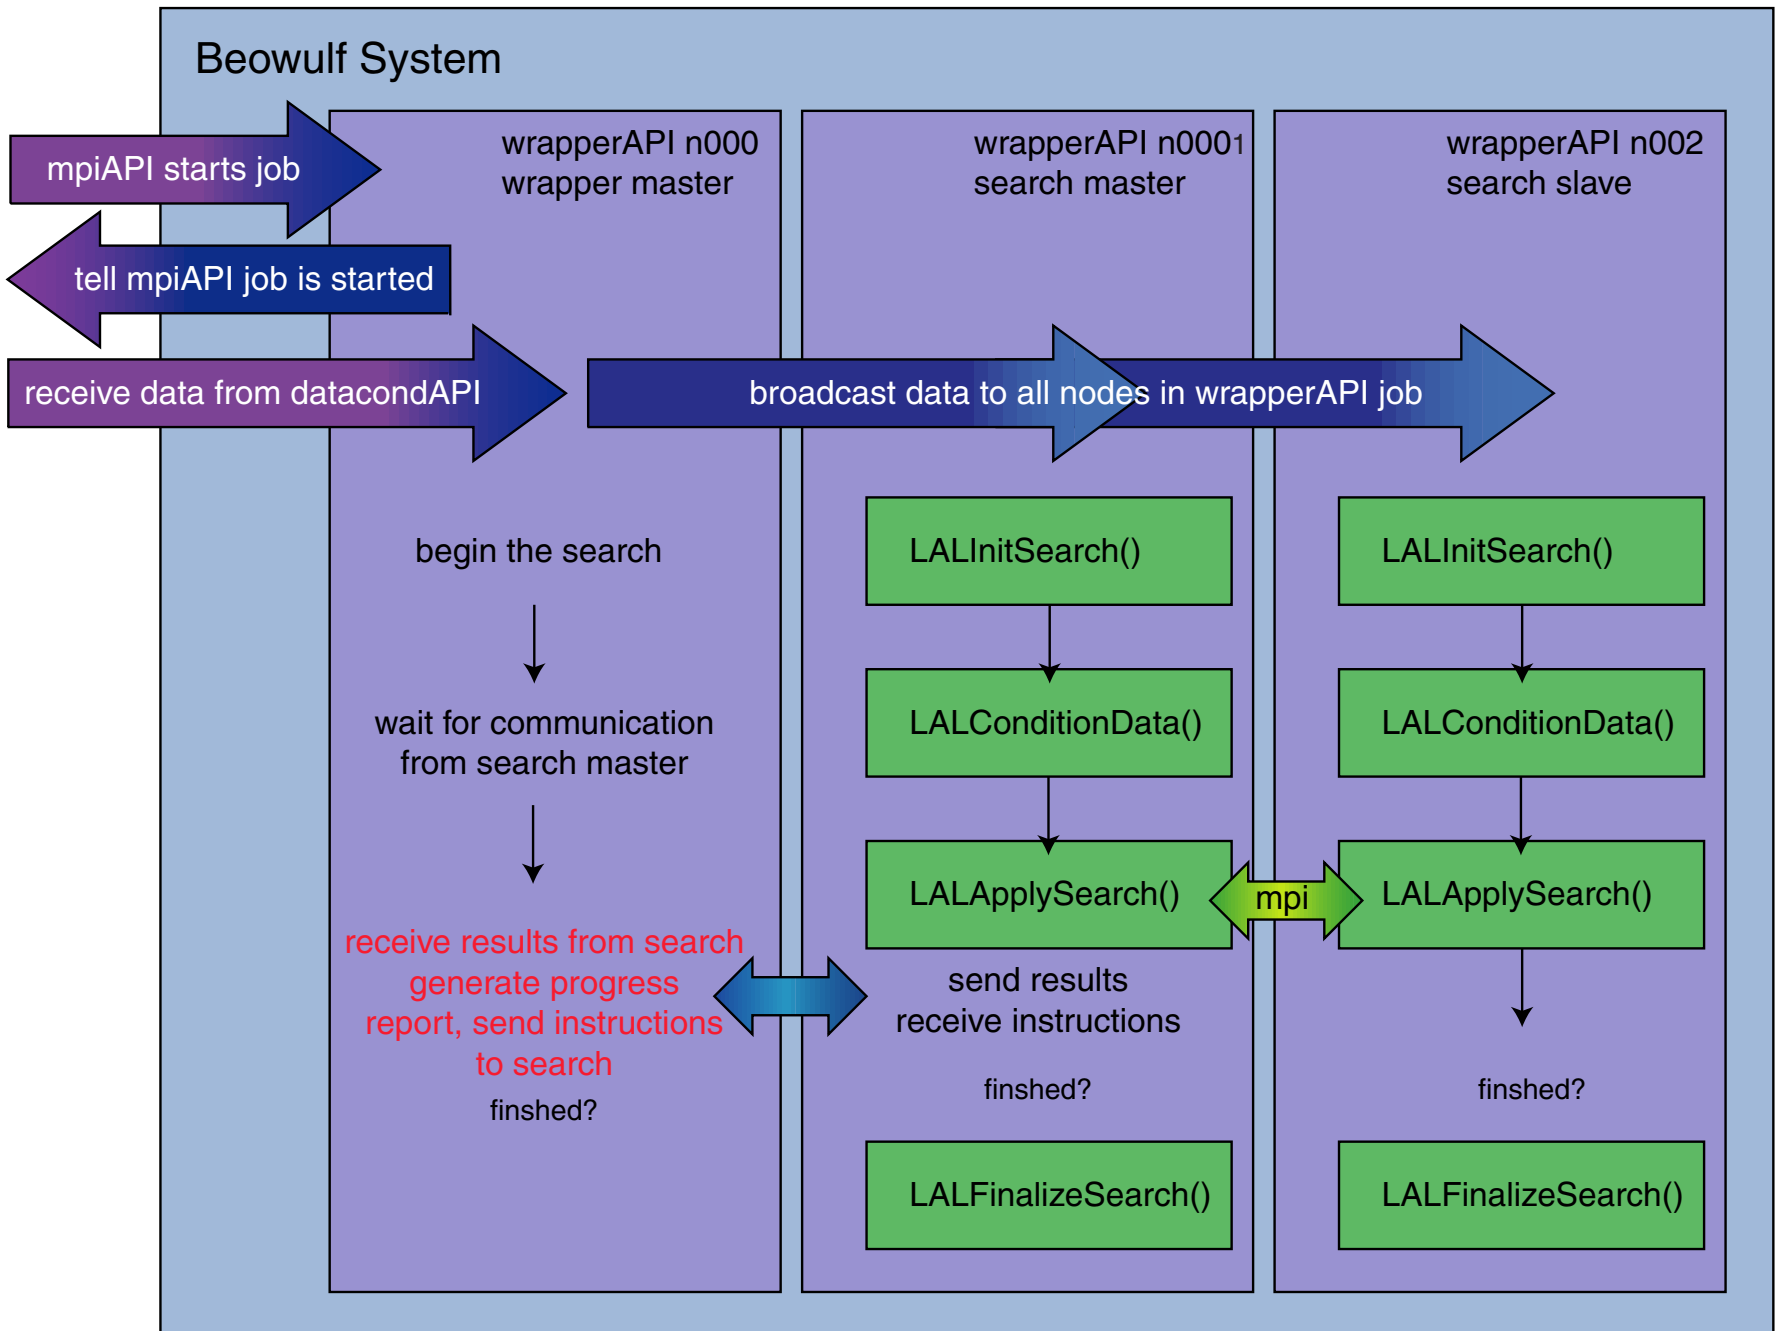 Beowulf System
mpiAPI starts job
tell mpiAPI job is started
receive data from datacondAPI
broadcast data to all nodes in wrapperAPI job
wrapperAPI n000
wrapper master
begin the search
wait for communication
from search master
receive results from search
generate progress
report, send instructions
to search
finshed?
wrapperAPI n0001
search master
LALInitSearch()
LALConditionData()
LALApplySearch()
mpi
send results
receive instructions
finshed?
LALFinalizeSearch()
wrapperAPI n002
search slave
LALInitSearch()
LALConditionData()
LALApplySearch()
finshed?
LALFinalizeSearch()